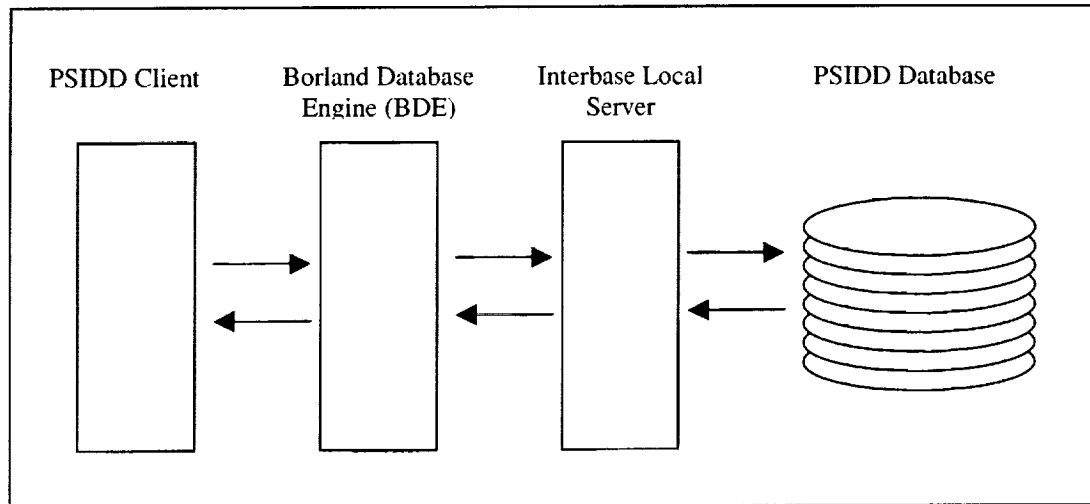 PSIDD Client
Borland Database
Engine (BDE)
Interbase Local
Server
PSIDD Database